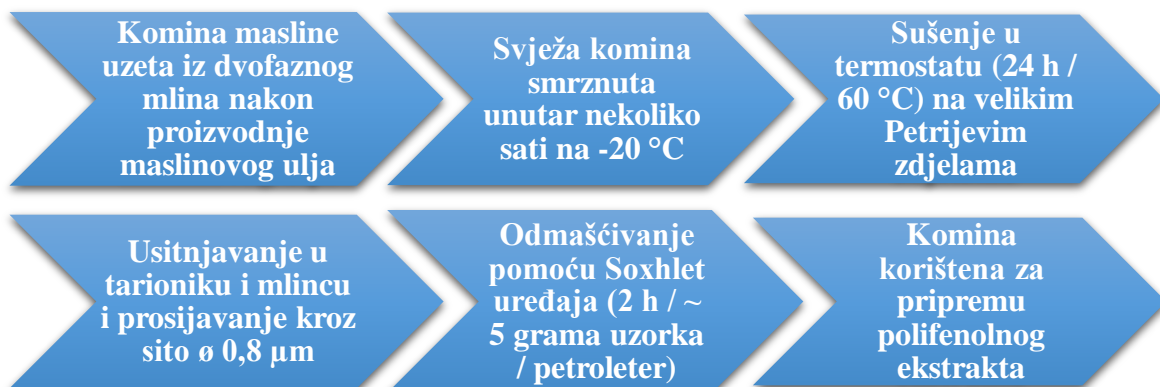 Komina masline
uzeta iz dvofaznog
mlina nakon
proizvodnje
maslinovog ulja
Svježa komina
smrznuta
unutar nekoliko
sati na -20 °C
Sušenje u
termostatu (24 h /
60 °C) na velikim
Petrijevim
zdjelama
Usitnjavanje u
tarioniku i mlincu
i prosijavanje kroz
sito ø 0,8 µm
Odmašćivanje
pomoću Soxhlet
uređaja (2 h / ~
5 grama uzorka
/ petroleter)
Komina
korištena za
pripremu
polifenolnog
ekstrakta